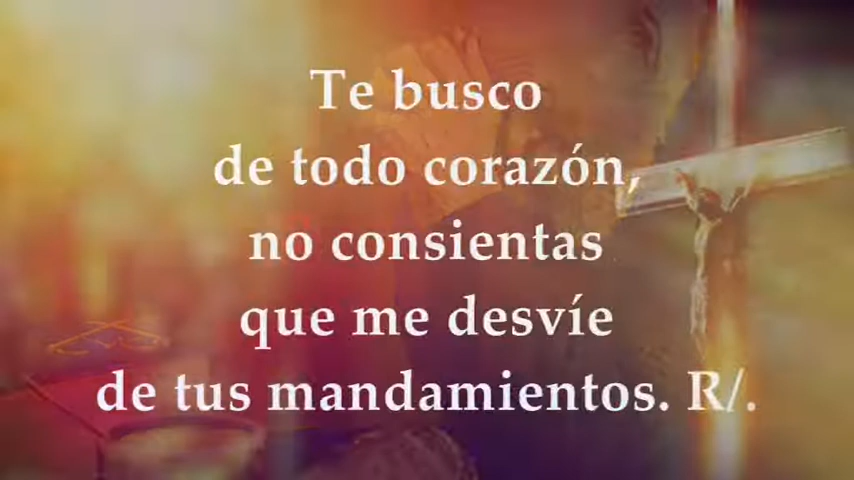 Te busco
de todo corazón,
no consientas
que me desvíe
de tus mandamientos. R/.